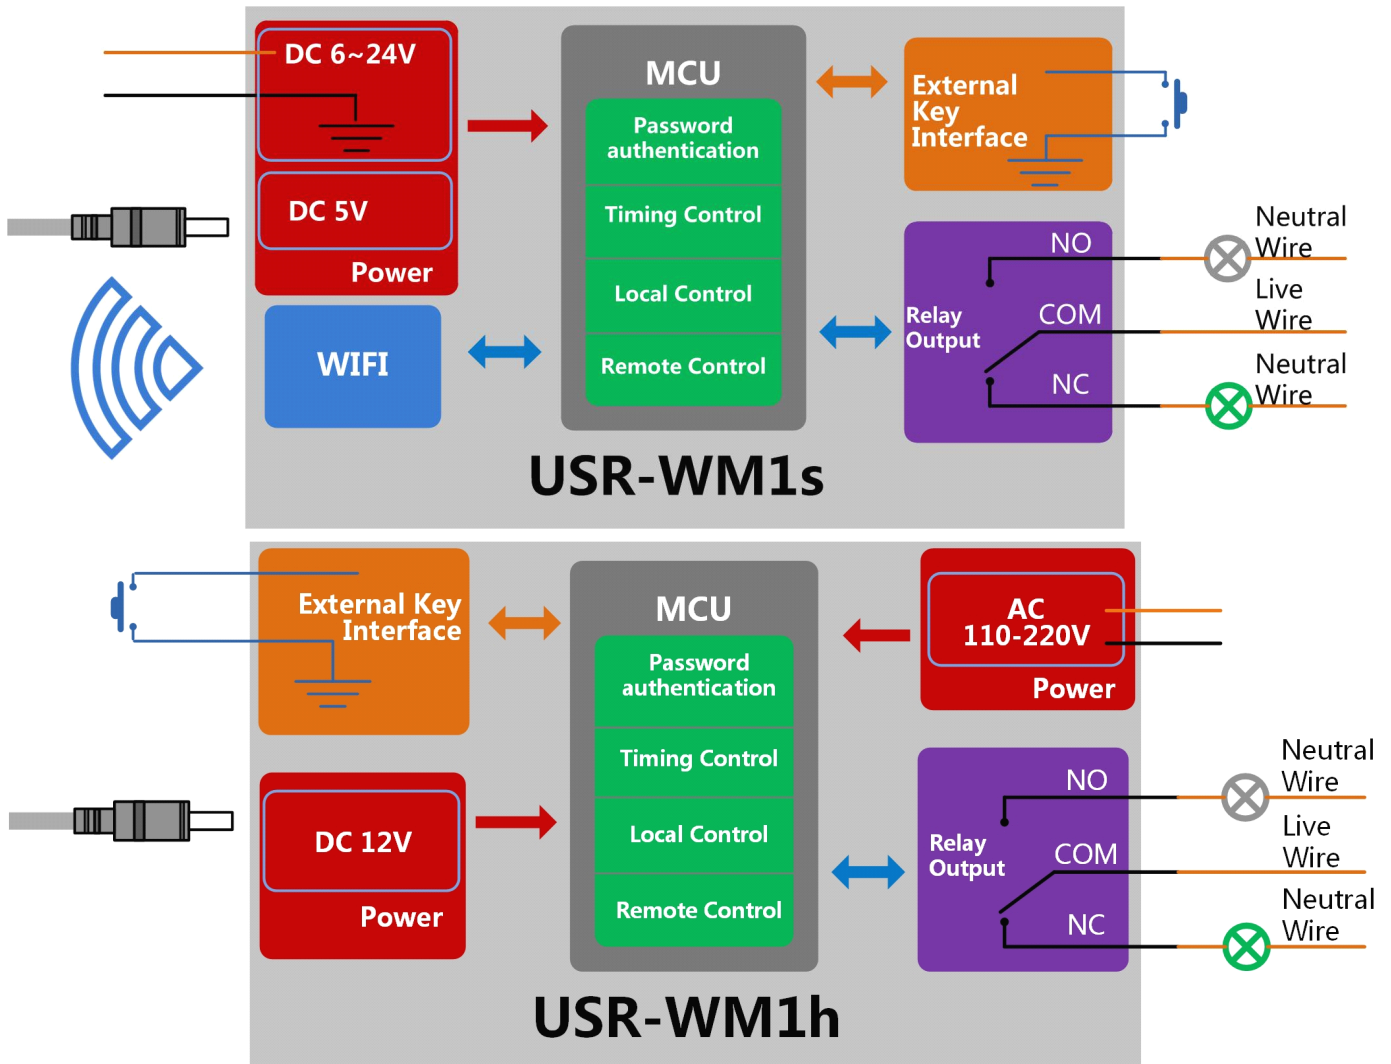 DC 6~24V
DC 5V
Power
WIFI
MCU
Password
authentication
Timing Control
Local Control
Remote Control
External
Key
Interface
Relay
Output
NO
COM
NC
Neutral
Wire
Live
Wire
Neutral
Wire
USR-WM1s
External Key
Interface
DC 12V
Power
MCU
Password
authentication
Timing Control
Local Control
Remote Control
AC
110-220V
Power
Relay
Output
NO
COM
NC
Neutral
Wire
Live
Wire
Neutral
Wire
USR-WM1h